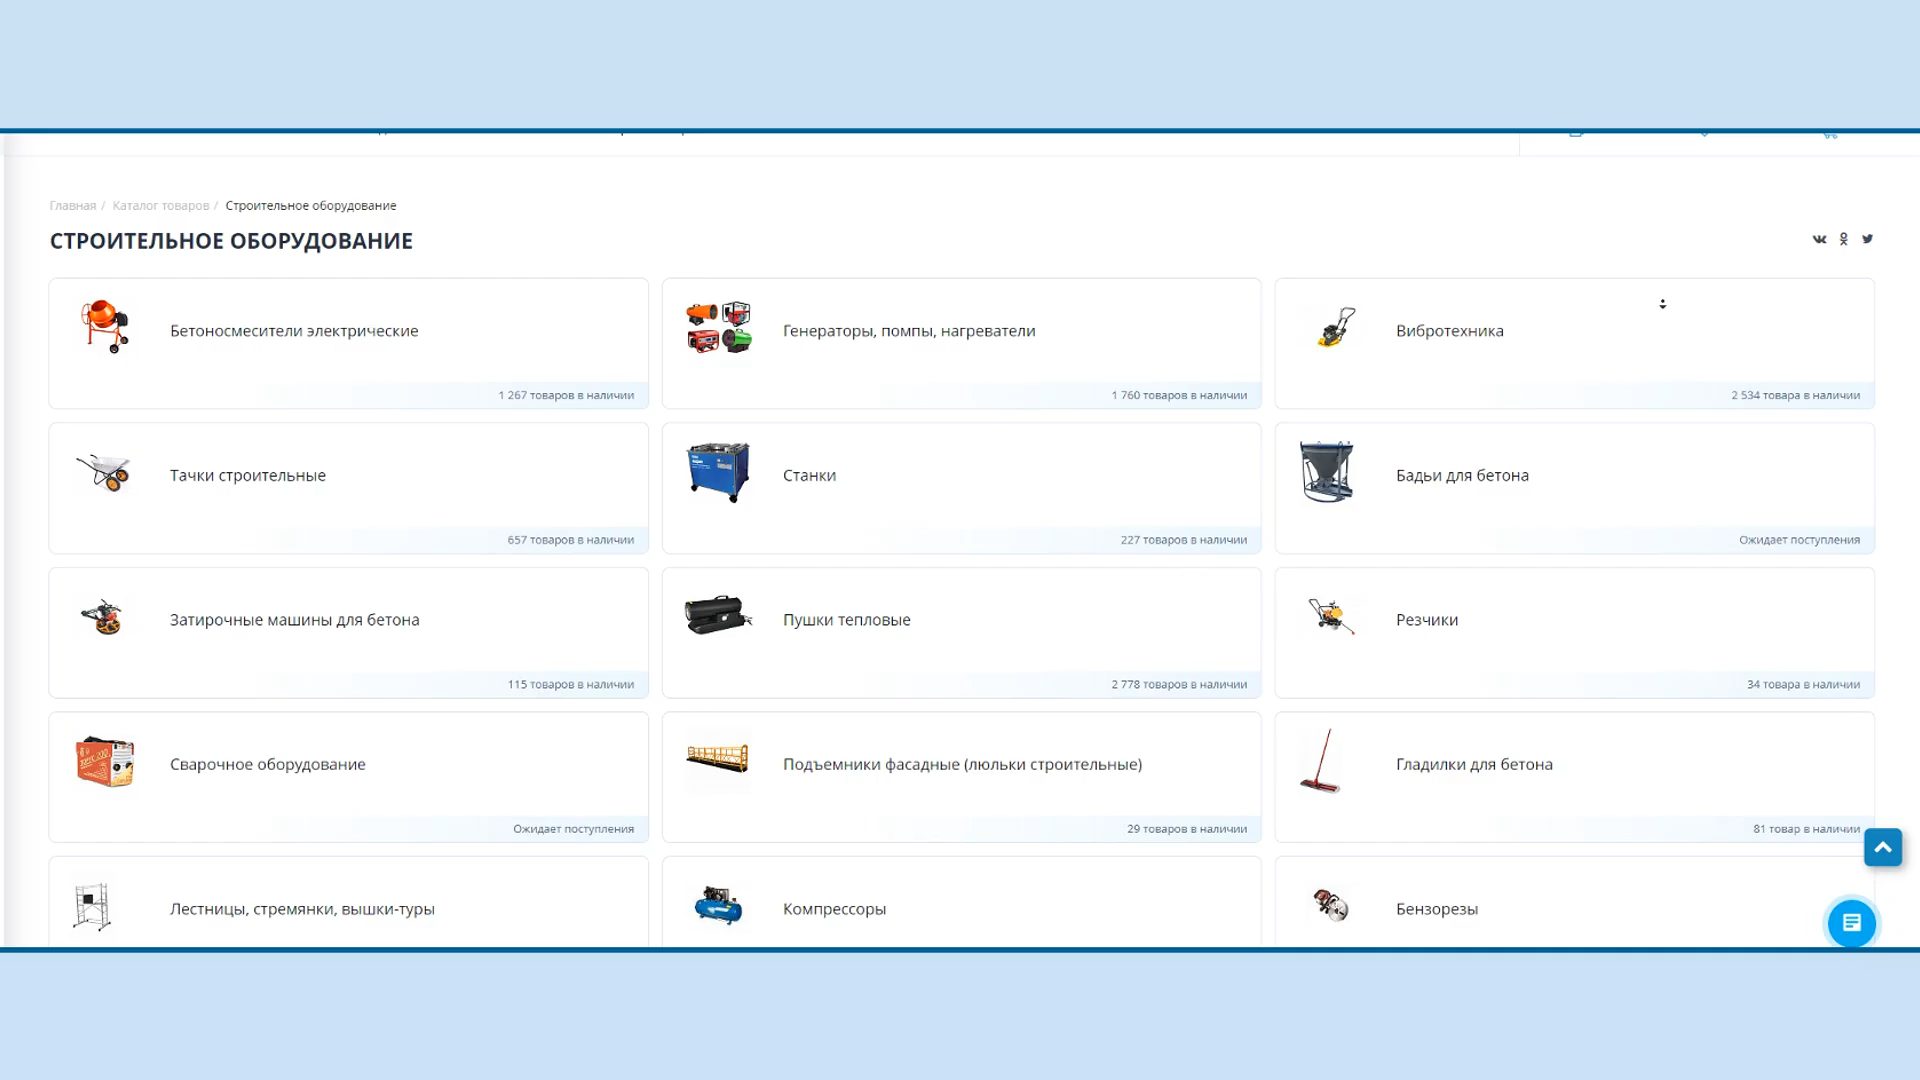 Главная / Каталог товаров / Строительное оборудование
СТРОИТЕЛЬНОЕ ОБОРУДОВАНИЕ
Бетоносмесители электрические
1 267 товаров в наличии
Генераторы, помпы, нагреватели
1 760 товаров в наличии
Вибротехника
2 534 товара в наличии
Тачки строительные
657 товаров в наличии
Станки
227 товаров в наличии
Бадьи для бетона
Ожидает поступления
Затирочные машины для бетона
115 товаров в наличии
Пушки тепловые
2 778 товаров в наличии
Резчики
34 товара в наличии
Сварочное оборудование
Ожидает поступления
Подъемники фасадные (люльки строительные)
29 товаров в наличии
Гладилки для бетона
81 товар в наличии
Лестницы, стремянки, вышки-туры
Компрессоры
Бензорезы